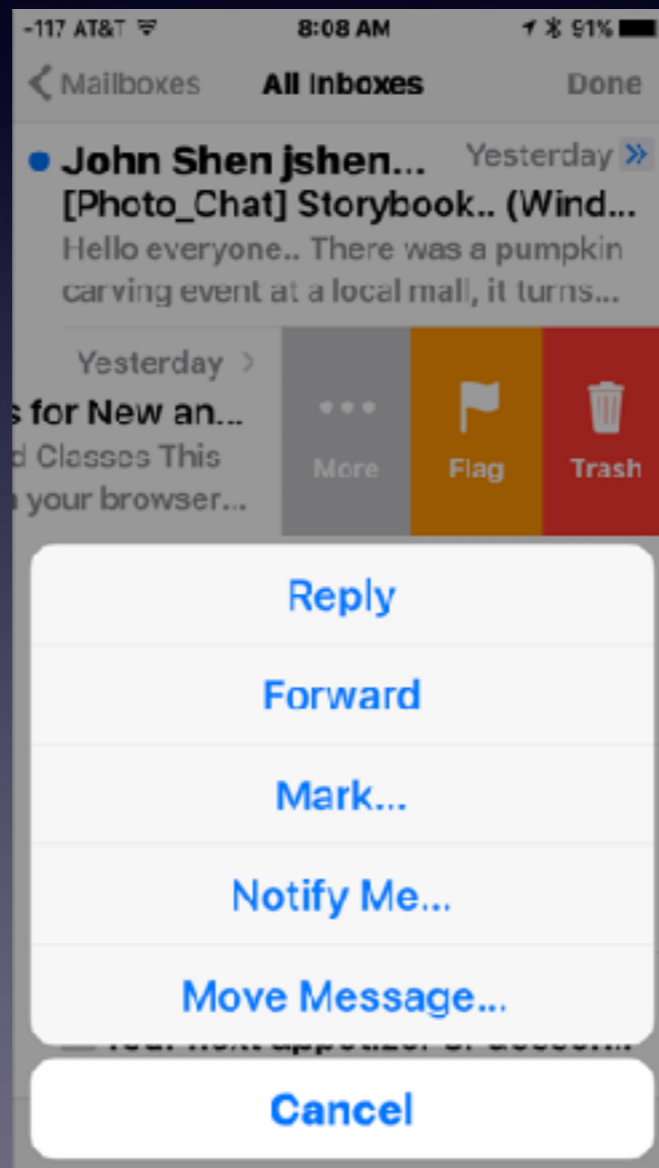 -117 AT&T 8:08 AM 91%
Mailboxes All Inboxes Done
John Shen jshen... Yesterday
[Photo_Chat] Storybook.. (Wind...
Hello everyone.. There was a pumpkin
carving event at a local mall, it turns...
Yesterday
s for New an...
d Classes This
your browser...
More Flag Trash
Reply
Forward
Mark...
Notify Me...
Move Message...
Cancel